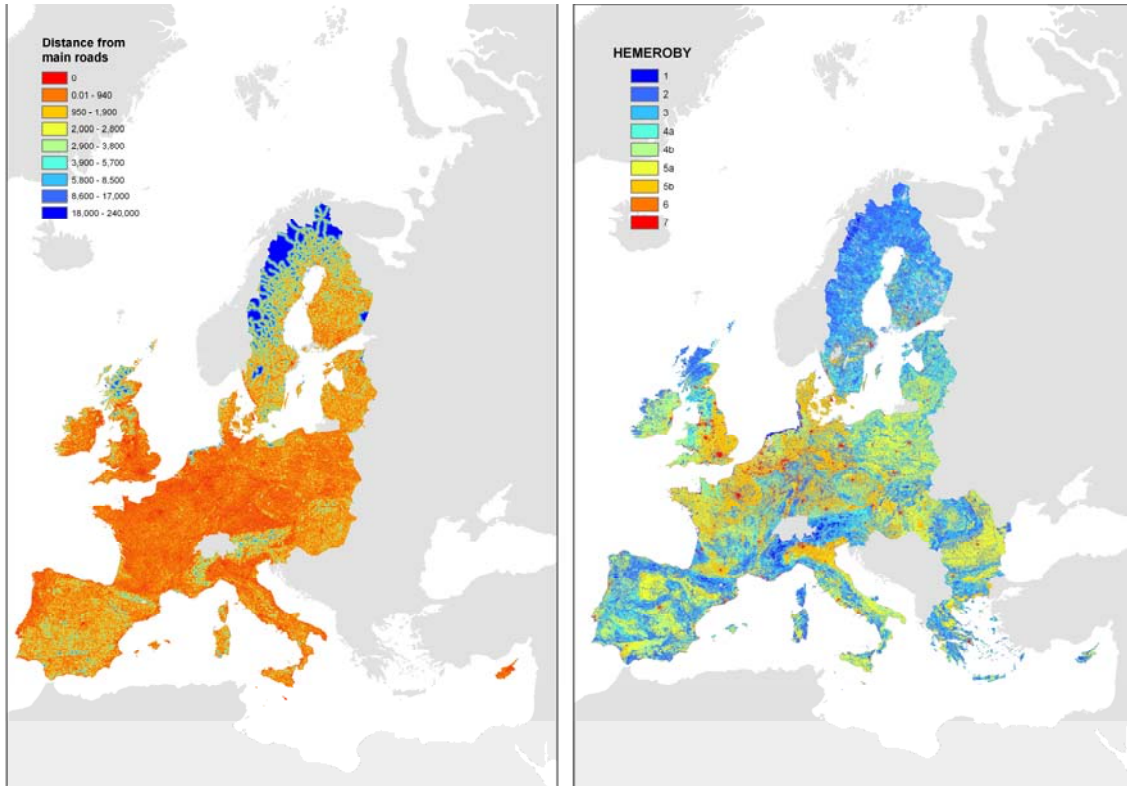 Distance from
main roads
0
0.01 - 940
950 - 1,900
2,000 - 2,800
2,900 - 3,800
3,900 - 5,700
5,800 - 8,500
8,600 - 17,000
18,000 - 240,000
HEMEROBY
1
2
3
4a
4b
5a
5b
6
7